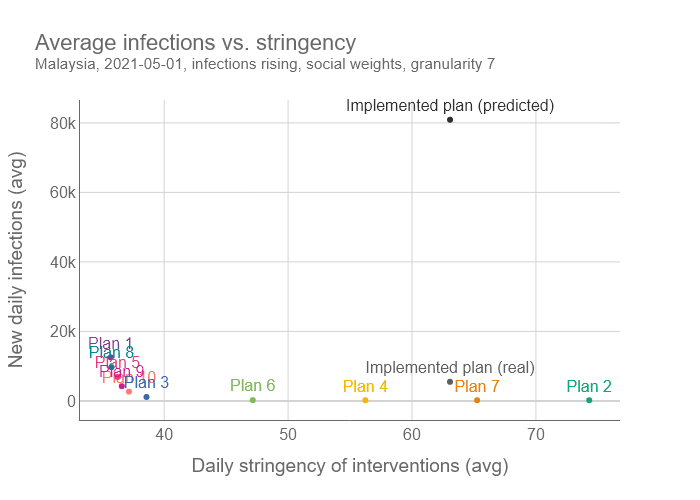 Average infections vs. stringency
Malaysia, 2021-05-01, infections rising, social weights, granularity 7
Implemented plan (predicted)
80k
60k
40k
20k
0
New daily infections (avg)
Plan 1
Plan 8
Plan 5
Plan 9
Plan 10
Plan 3
Plan 6
Plan 4
Implemented plan (real)
Plan 7
Plan 2
40
50
60
70
Daily stringency of interventions (avg)